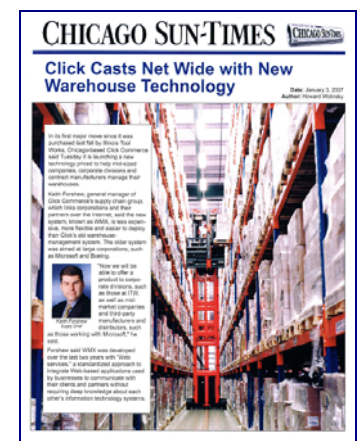 CHICAGO SUN-TIMES
CHICAGO SUN-TIMES
Click Casts Net Wide with New
Warehouse Technology
Date: January 3, 2007
Author: Howard Wolinsky
In its first major move since it was
purchased last fall by Illinois Tool
Works, Chicago-based Click Commerce
said Tuesday it is launching a new
technology priced to help mid-sized
companies, corporate divisions and
contract manufacturers manage their
warehouses.
Keith Forshew, general manager of
Click Commerce's supply chain group,
which links corporations and their
partners over the Internet, said the new
system, known as WMX, is less expen-
sive, more flexible and easier to deploy
than Click's old warehouse-
management system. The older system
was aimed at large corporations, such
as Microsoft and Boeing.
"Now we will be
able to offer a
product to corpo-
rate divisions, such
as those at ITW,
as well as mid-
market companies
and third-party
manufacturers and
distributors, such
as those working with Microsoft," he
said.
Keith Forshew
Supply Chief
Forshew said WMX was developed
over the last two years with "Web
services," a standardized approach to
integrate Web-based applications used
by businesses to communicate with
their clients and partners without
requiring deep knowledge about each
other's information technology systems.